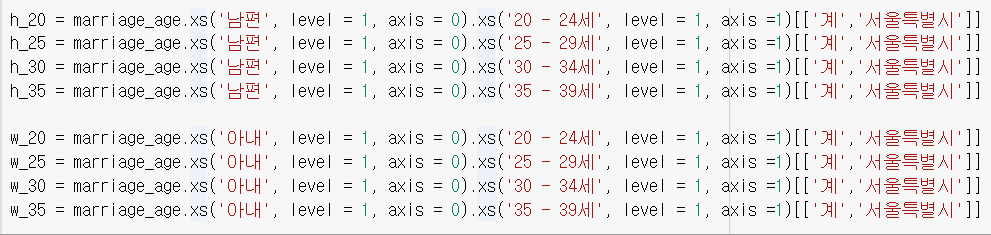 h_20 = marriage_age.xs('남편', level = 1, axis = 0).xs('20 - 24세', level = 1, axis =1)[['계','서울특별시']]
h_25 = marriage_age.xs('남편', level = 1, axis = 0).xs('25 - 29세', level = 1, axis =1)[['계','서울특별시']]
h_30 = marriage_age.xs('남편', level = 1, axis = 0).xs('30 - 34세', level = 1, axis =1)[['계','서울특별시']]
h_35 = marriage_age.xs('남편', level = 1, axis = 0).xs('35 - 39세', level = 1, axis =1)[['계','서울특별시']]
w_20 = marriage_age.xs('아내', level = 1, axis = 0).xs('20 - 24세', level = 1, axis =1)[['계','서울특별시']]
w_25 = marriage_age.xs('아내', level = 1, axis = 0).xs('25 - 29세', level = 1, axis =1)[['계','서울특별시']]
w_30 = marriage_age.xs('아내', level = 1, axis = 0).xs('30 - 34세', level = 1, axis =1)[['계','서울특별시']]
w_35 = marriage_age.xs('아내', level = 1, axis = 0).xs('35 - 39세', level = 1, axis =1)[['계','서울특별시']]